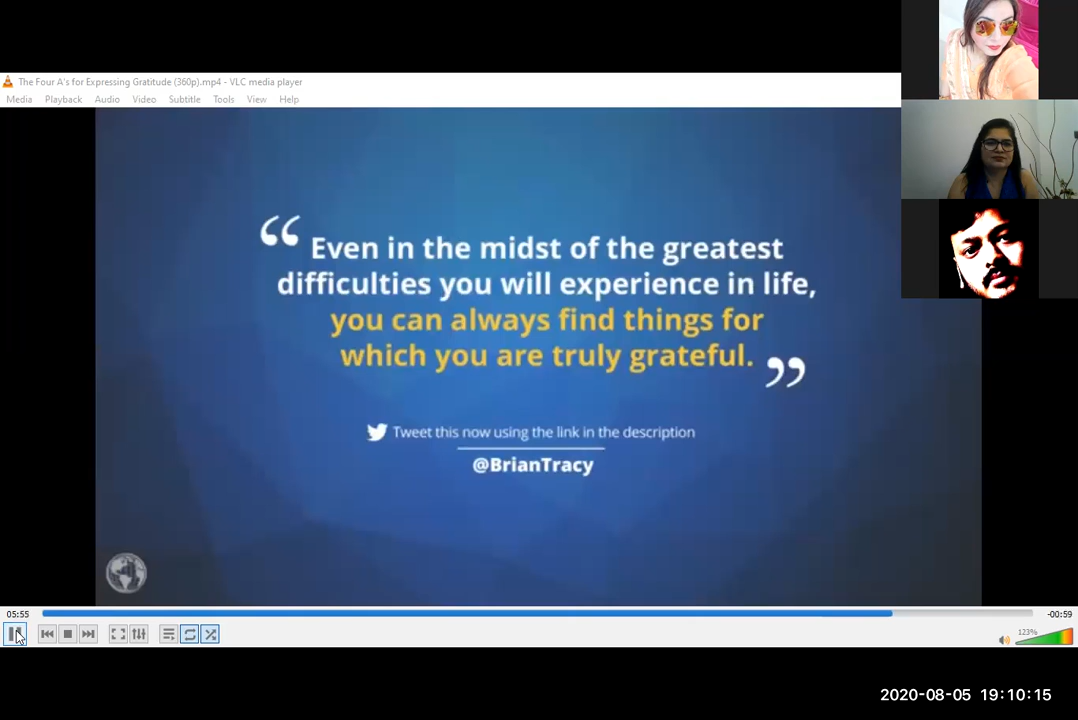 The Four A's for Expressing Gratitude (360p).mp4 - VLC media player
Media Playback Audio Video Subtitle Tools View Help
“ Even in the midst of the greatest
difficulties you will experience in life,
you can always find things for
which you are truly grateful. ”
Tweet this now using the link in the description
@BrianTracy
05:55
-00:59
123%
2020-08-05 19:10:15